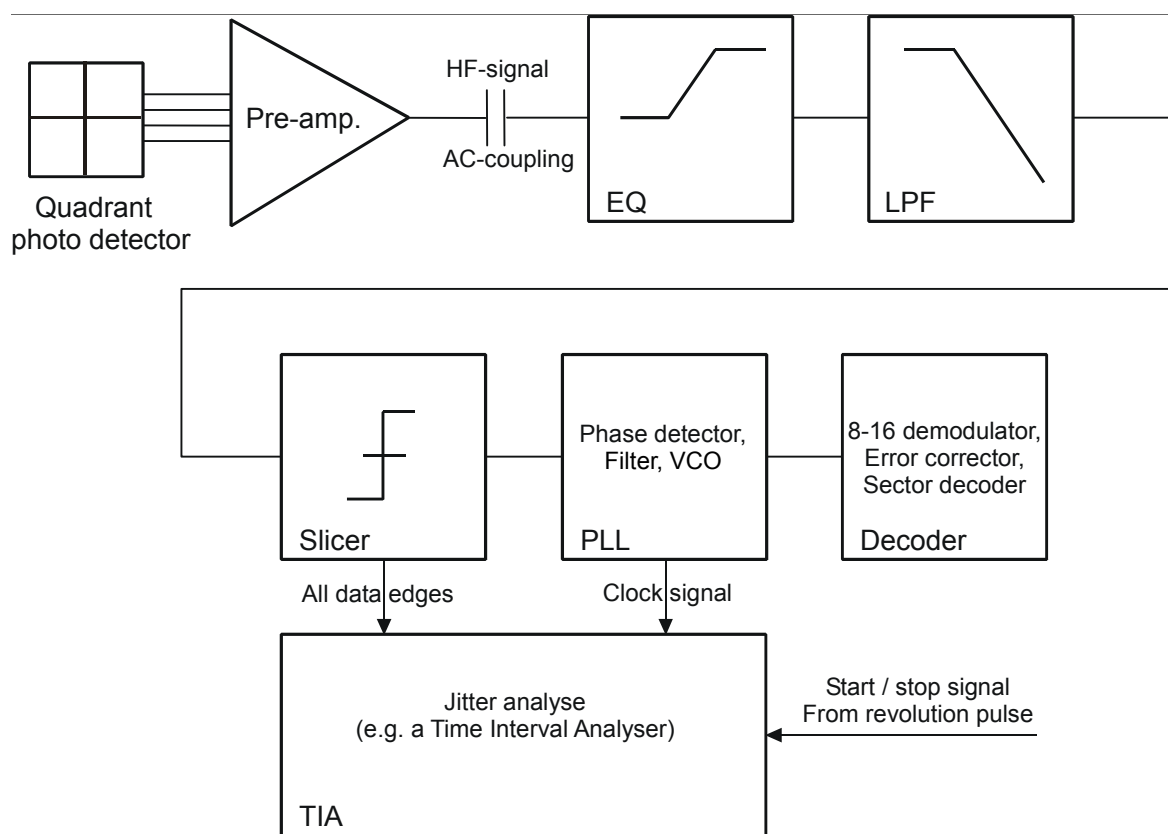 Quadrant
photo detector
Pre-amp.
HF-signal
AC-coupling
EQ
LPF
Slicer
Phase detector,
Filter, VCO
PLL
8-16 demodulator,
Error corrector,
Sector decoder
Decoder
All data edges
Clock signal
Jitter analyse
(e.g. a Time Interval Analyser)
TIA
Start / stop signal
From revolution pulse